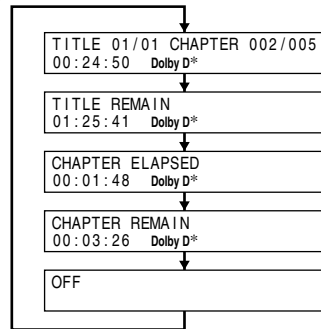 TITLE 01/01 CHAPTER 002/005
00:24:50 Dolby D*
TITLE REMAIN
01:25:41 Dolby D*
CHAPTER ELAPSED
00:01:48 Dolby D*
CHAPTER REMAIN
00:03:26 Dolby D*
OFF